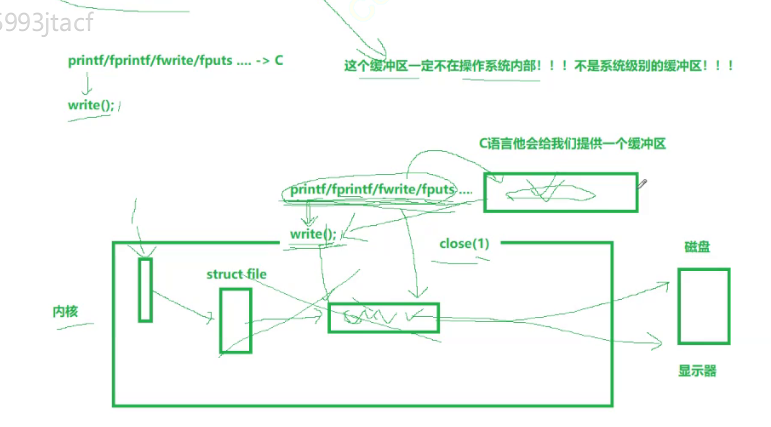 5993jtacf
printf/fprintf/fwrite/fputs .... -> C
这个缓冲区一定不在操作系统内部！！！不是系统级别的缓冲区！！！
write();
C语言他会给我们提供一个缓冲区
printf/fprintf/fwrite/fputs ....
write();
close(1)
磁盘
struct file
内核
显示器